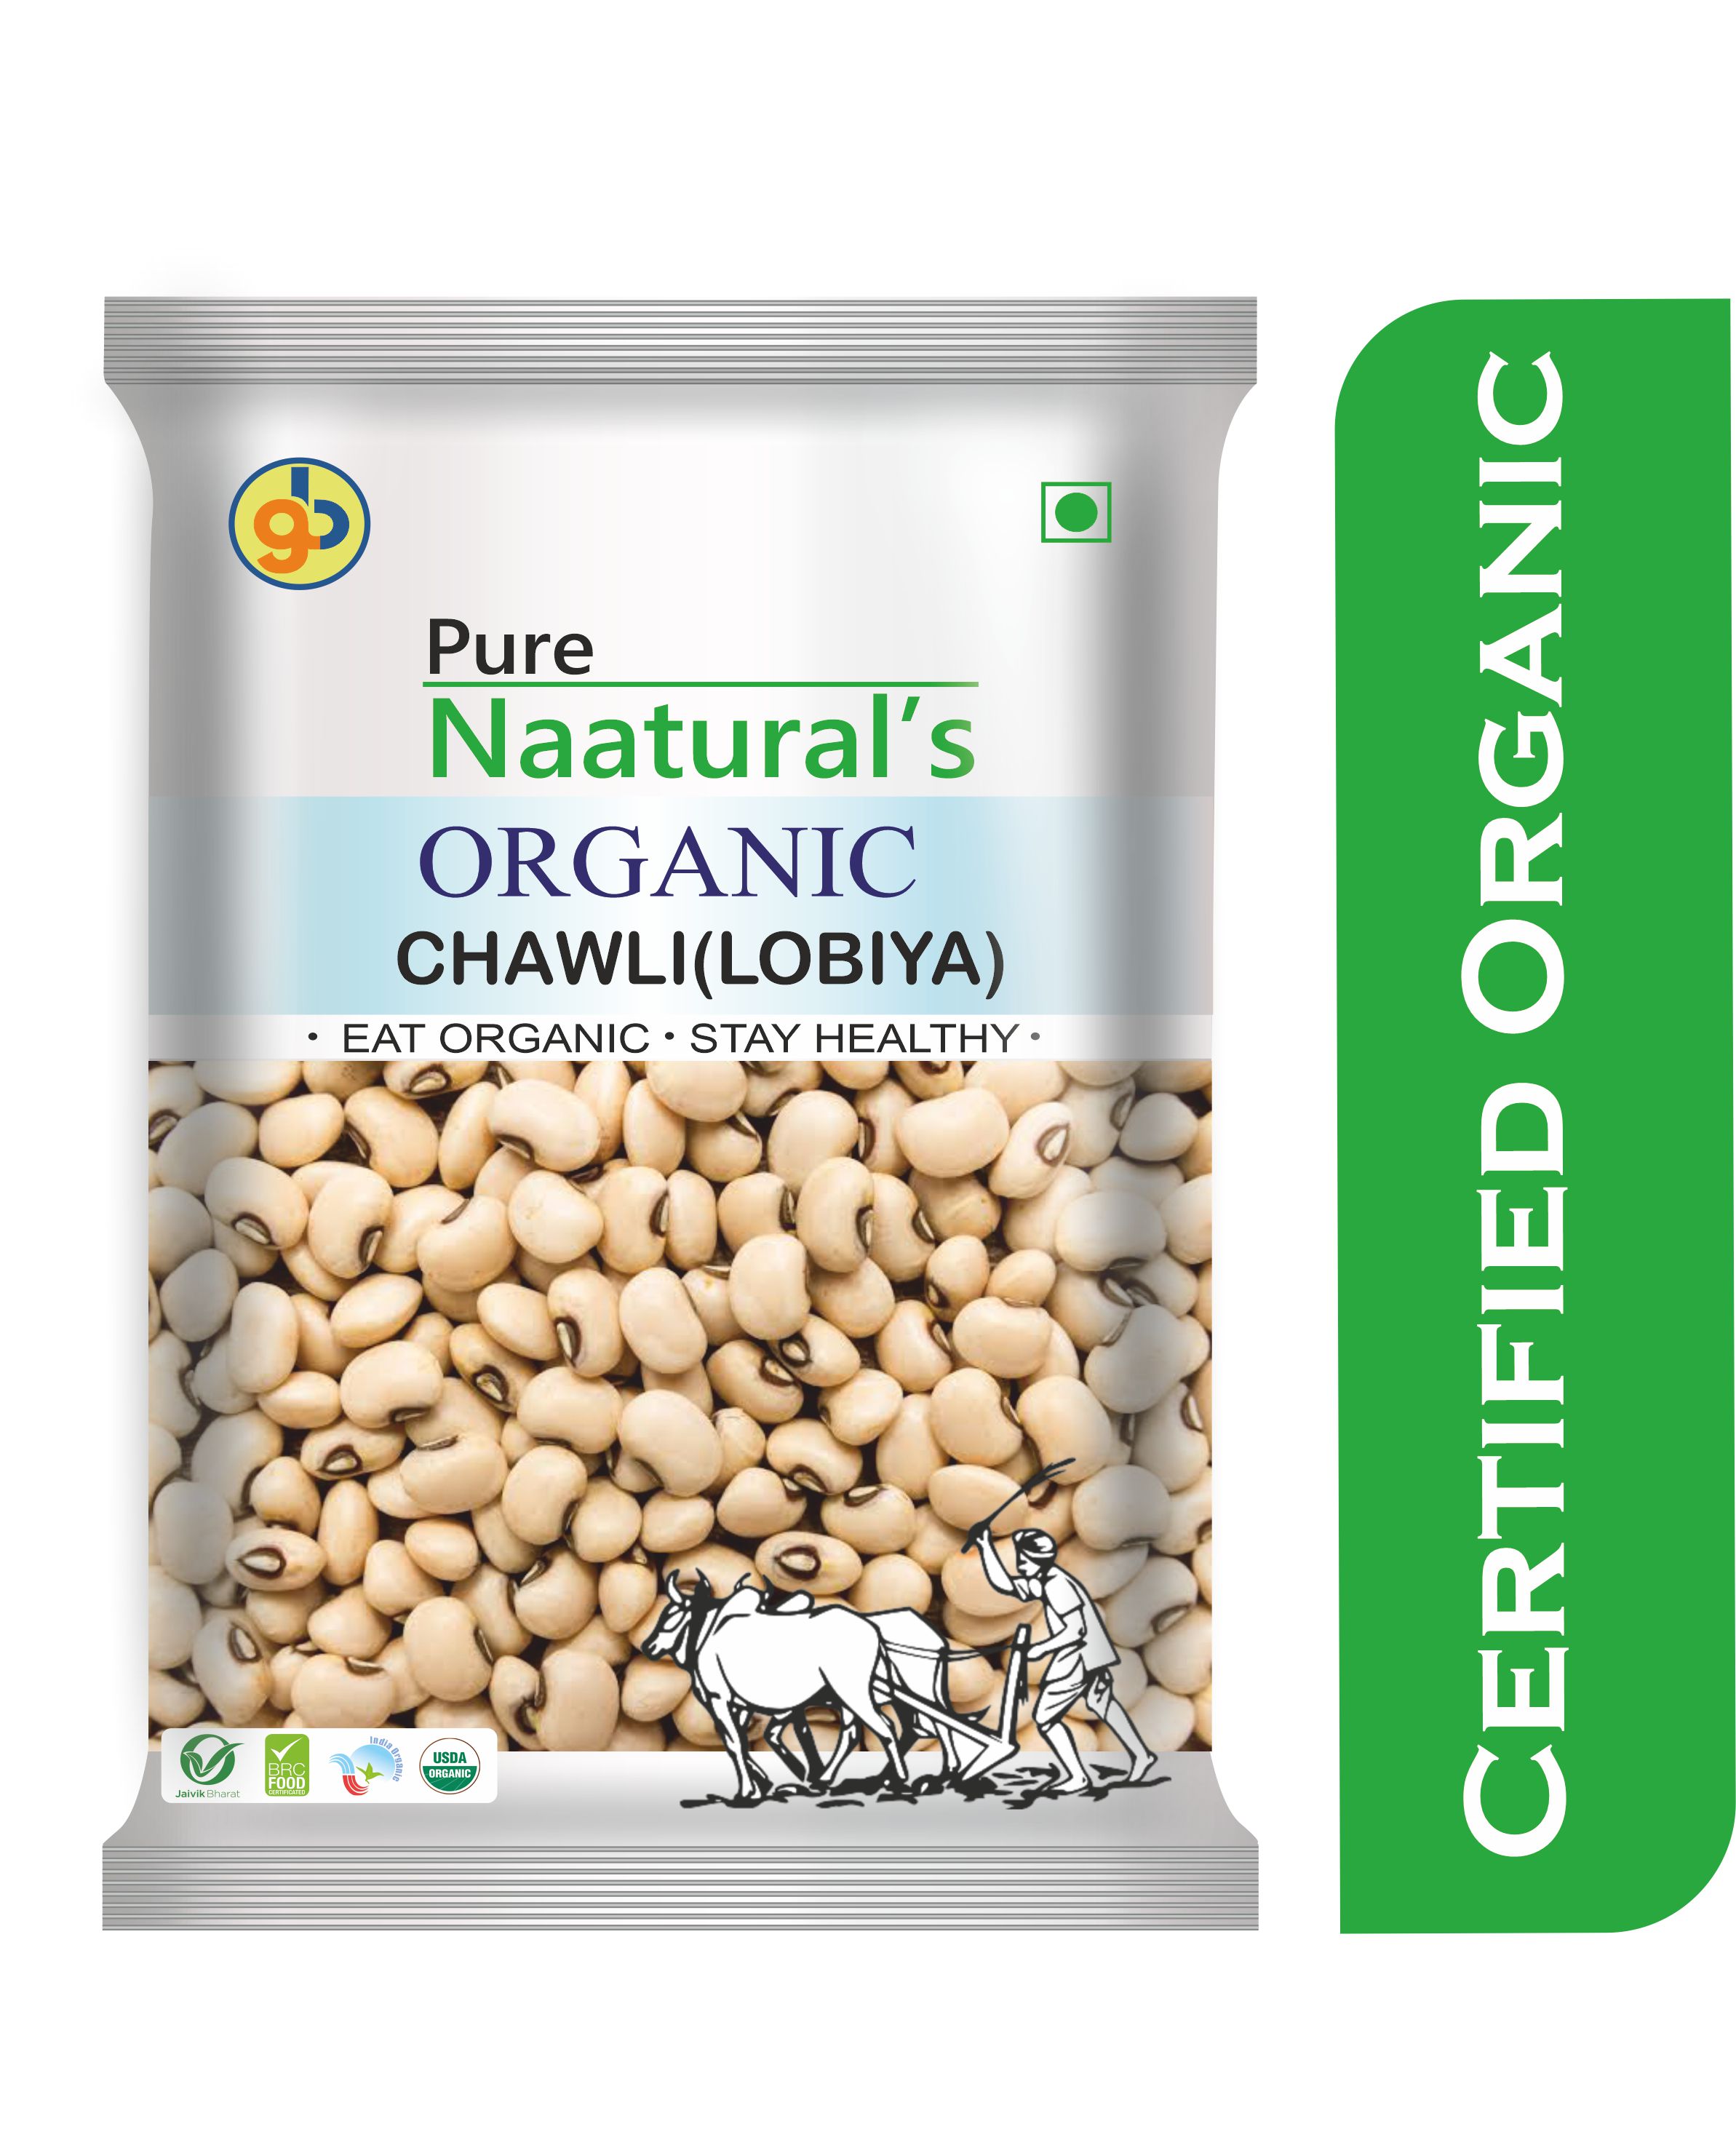 gb
Pure
Naatural's
ORGANIC
CHAWLI(LOBIYA)
• EAT ORGANIC • STAY HEALTHY •
Jaivik Bharat
BRC
FOOD
CERTIFICATED
India Organic
USDA
ORGANIC
CERTIFIED ORGANIC